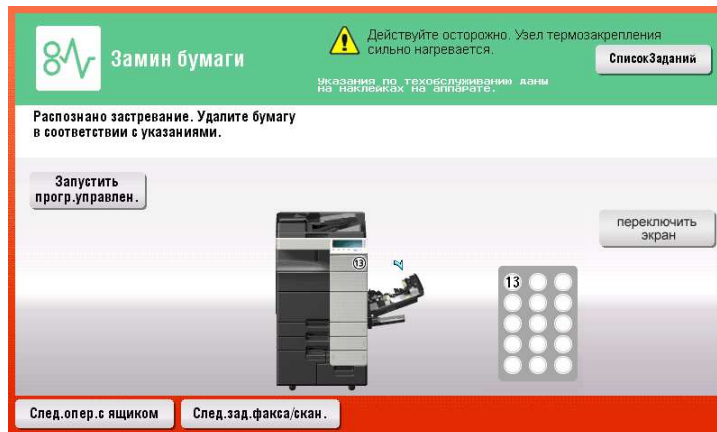 Замин бумаги
Действуйте осторожно. Узел термозакрепления
сильно нагревается.
Указания по техобслуживанию даны
на наклейках на аппарате.
СписокЗаданий
Распознано застревание. Удалите бумагу
в соответствии с указаниями.
Запустить
прогр.управлен.
13
13
переключить
экран
След.опер.с ящиком
След.зад.факса/скан.